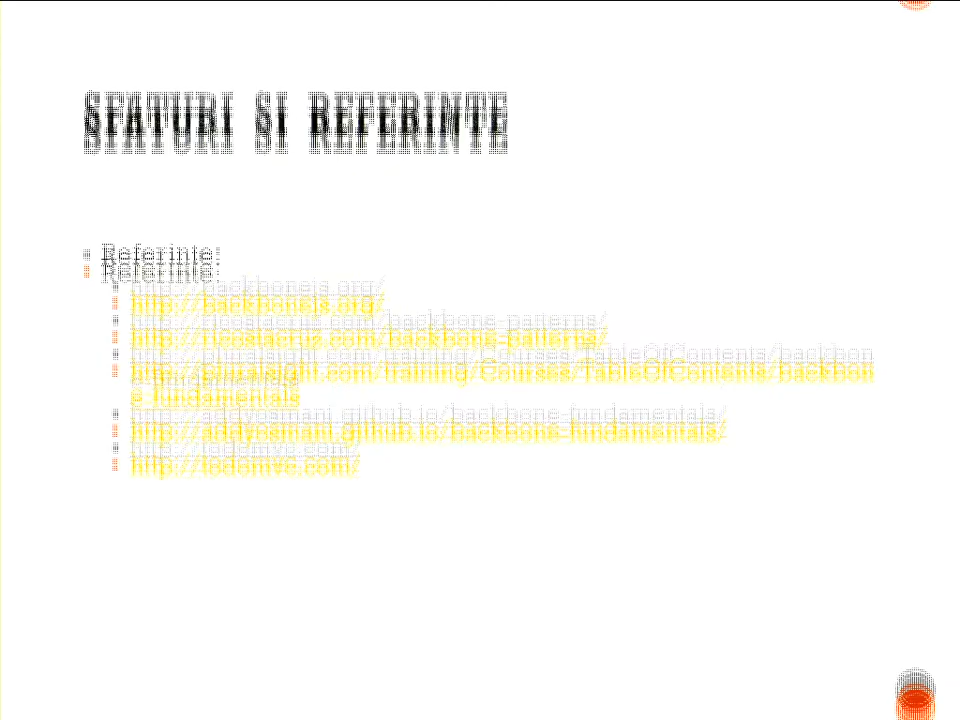 SFATURI SI REFERINTE
Referinte:
http://backbonejs.org/
http://ricostacruz.com/backbone-patterns/
http://pluralsight.com/training/Courses/TableOfContents/backbon
e-fundamentals
http://addyosmani.github.io/backbone-fundamentals/
http://todomvc.com/